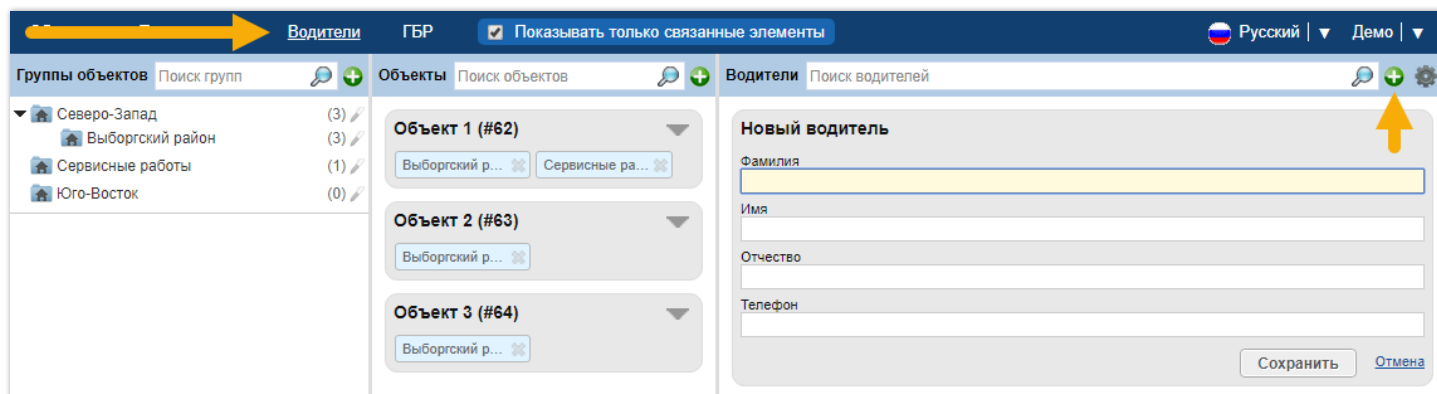 Водители ГБР Показывать только связанные элементы Русский Демо
Группы объектов Поиск групп
Северо-Запад (3)
Выборгский район (3)
Сервисные работы (1)
Юго-Восток (0)
Объекты Поиск объектов
Объект 1 (#62)
Выборгский р... Сервисные ра...
Объект 2 (#63)
Выборгский р...
Объект 3 (#64)
Выборгский р...
Водители Поиск водителей
Новый водитель
Фамилия
Имя
Отчество
Телефон
Сохранить Отмена